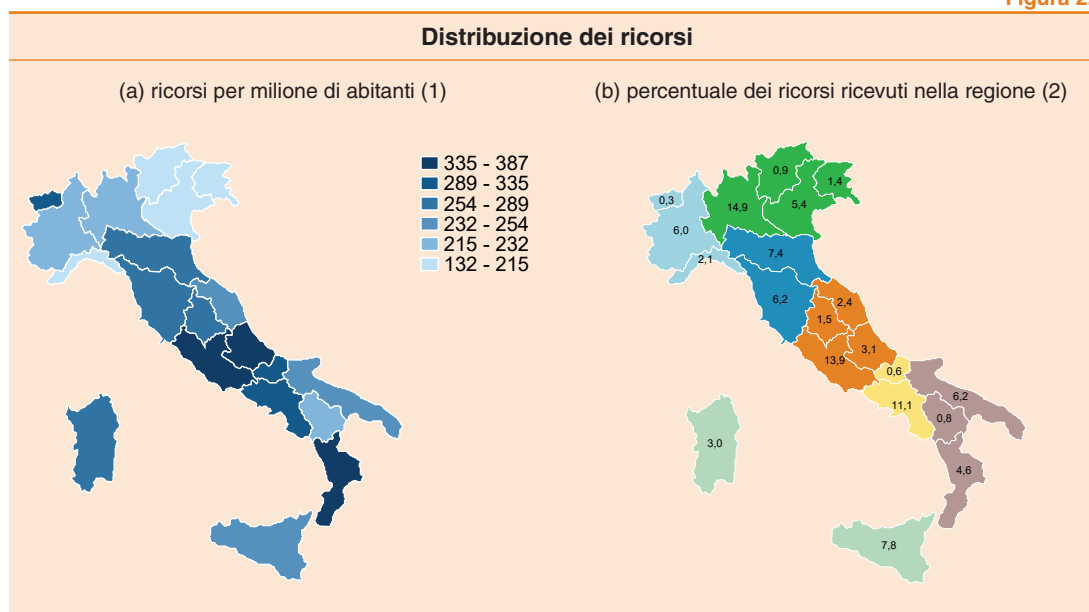 Figura 2.
Distribuzione dei ricorsi
(a) ricorsi per milione di abitanti (1)
335 - 387
289 - 335
254 - 289
232 - 254
215 - 232
132 - 215
(b) percentuale dei ricorsi ricevuti nella regione (2)
0,9
1,4
0,3
14,9
5,4
6,0
7,4
2,1
6,2
2,4
1,5
3,1
13,9
0,6
6,2
11,1
0,8
3,0
4,6
7,8